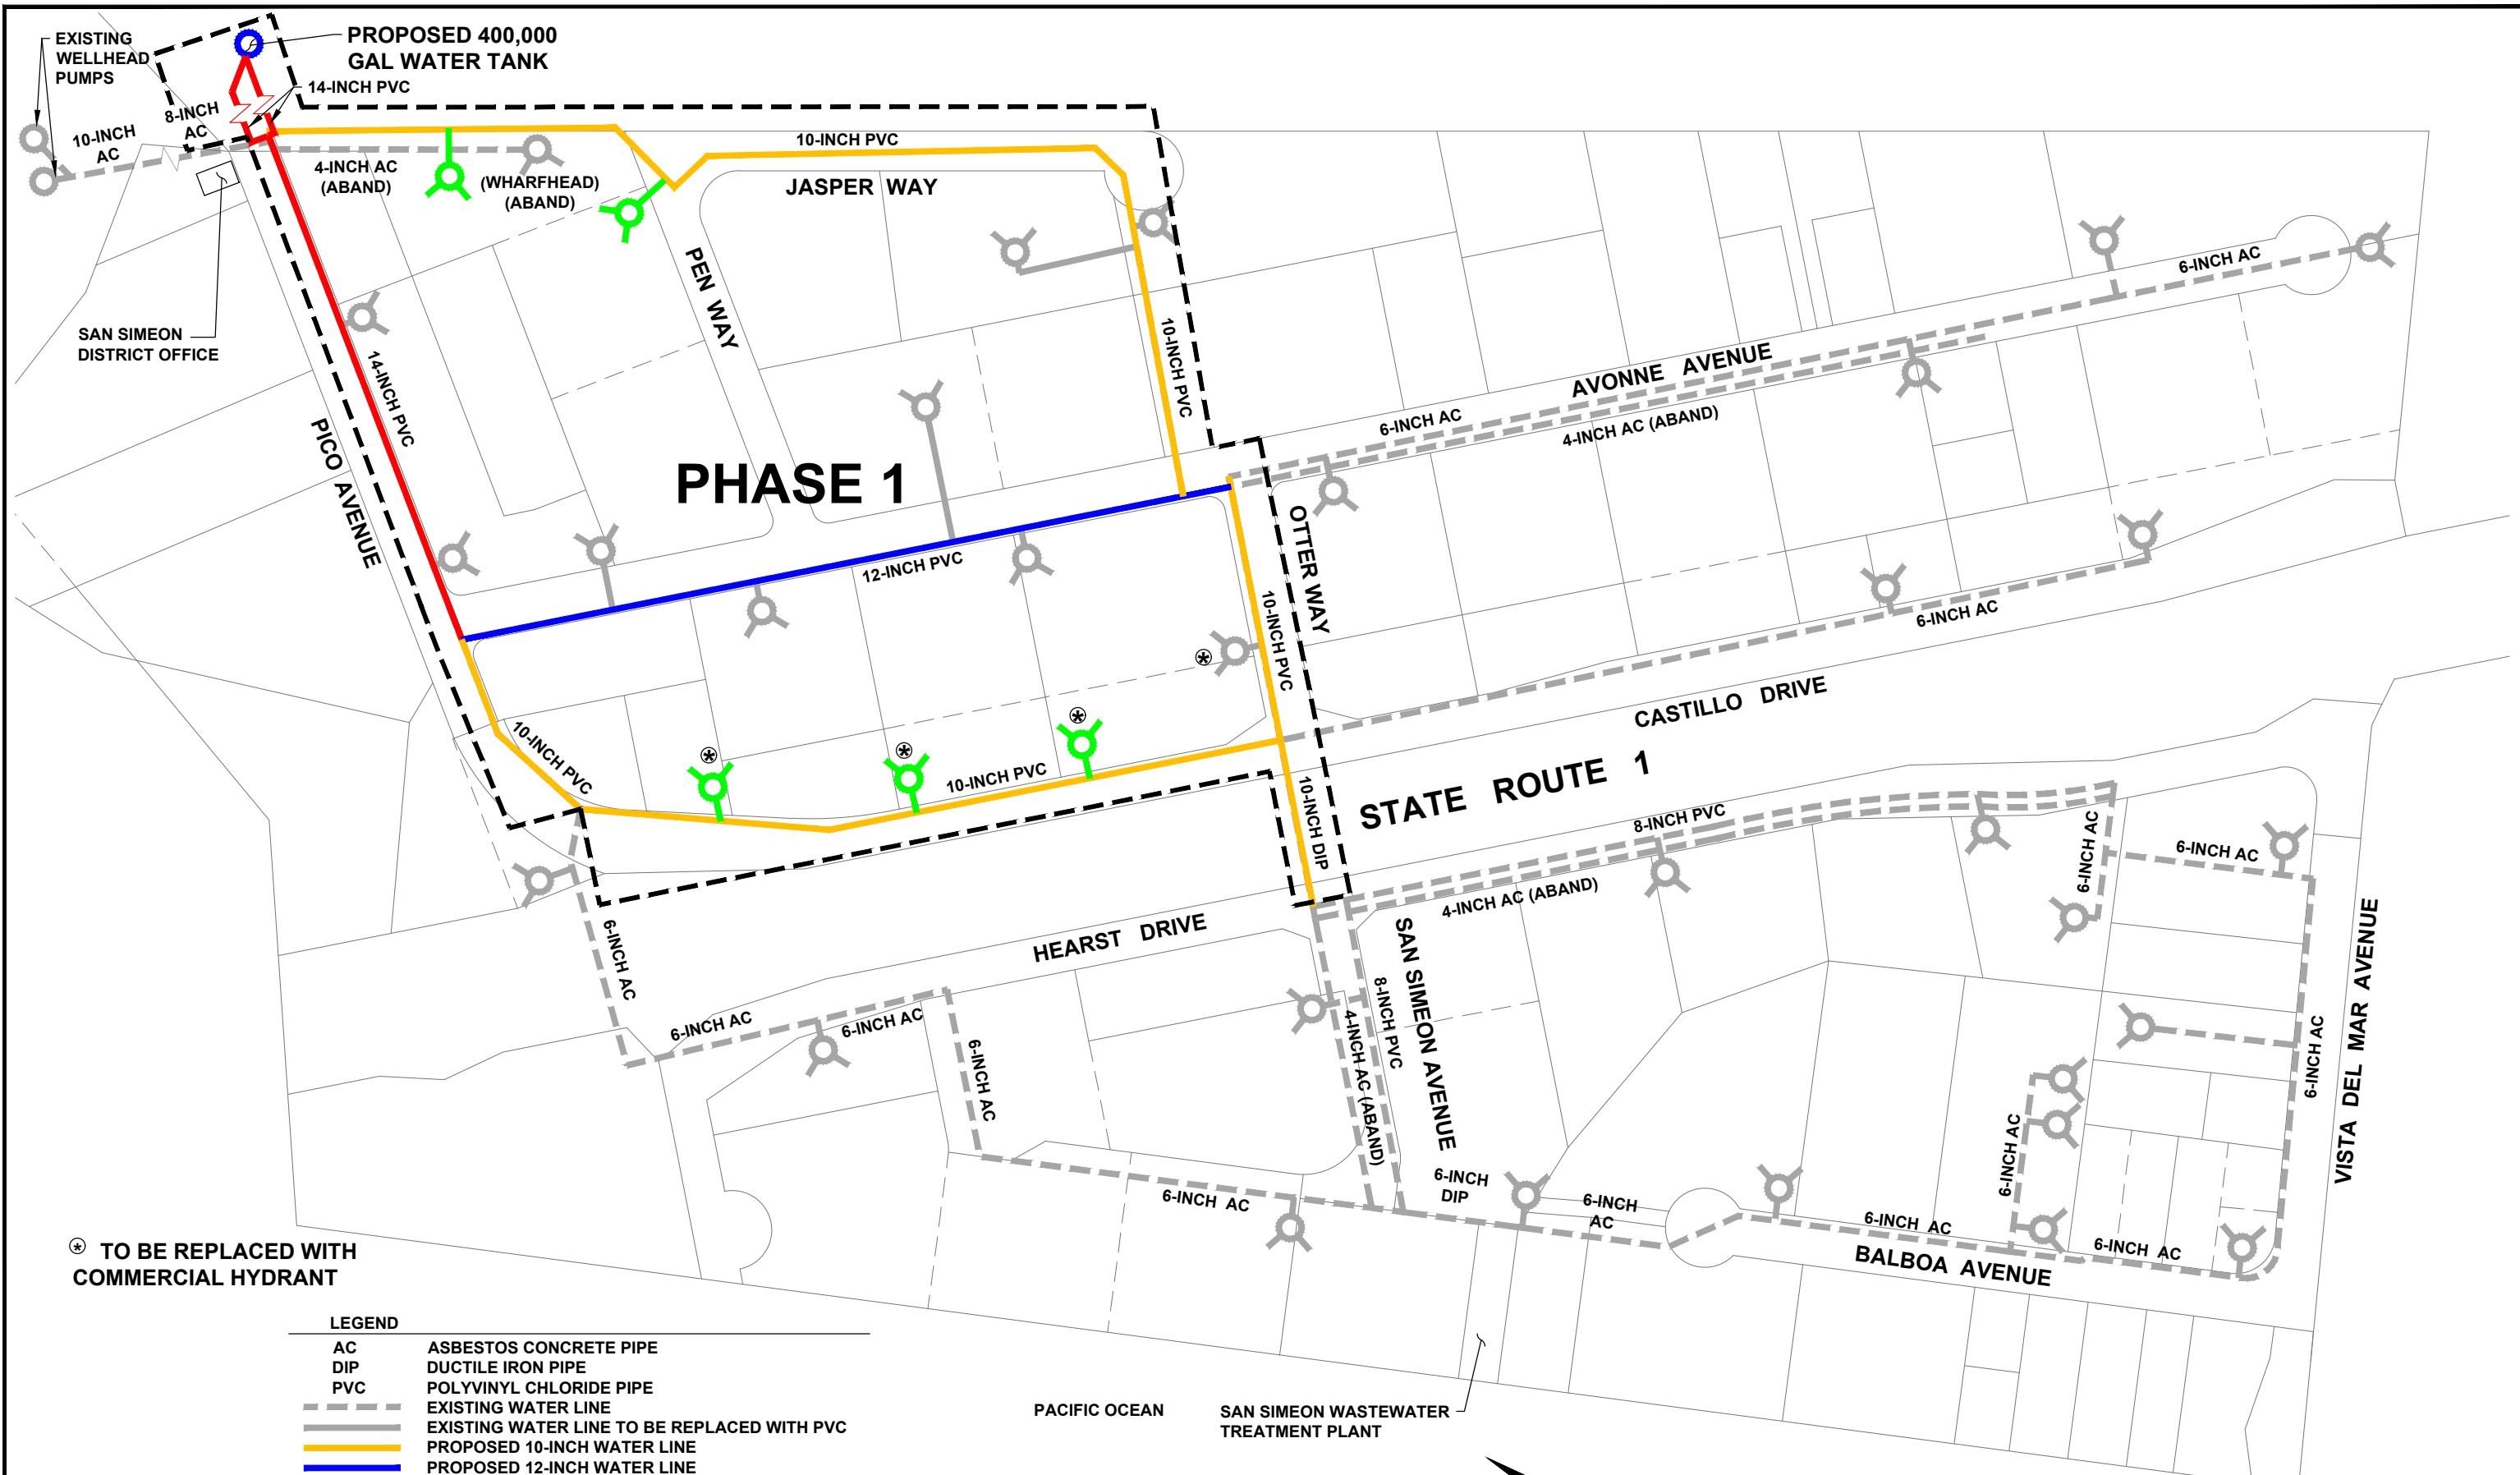 EXISTING
WELLHEAD
PUMPS
PROPOSED 400,000
GAL WATER TANK
14-INCH PVC
8-INCH
AC
10-INCH
AC
4-INCH AC
(ABAND)
(WHARFHEAD)
(ABAND)
10-INCH PVC
JASPER WAY
SAN SIMEON
DISTRICT OFFICE
PEN WAY
14-INCH PVC
10-INCH PVC
PICO AVENUE
PHASE 1
12-INCH PVC
6-INCH AC
AVONNE AVENUE
6-INCH AC
4-INCH AC (ABAND)
OTTER WAY
10-INCH PVC
6-INCH AC
CASTILLO DRIVE
10-INCH PVC
10-INCH PVC
10-INCH DIP
STATE ROUTE 1
8-INCH PVC
4-INCH AC (ABAND)
6-INCH AC
6-INCH AC
HEARST DRIVE
SAN SIMEON AVENUE
6-INCH AC
6-INCH AC
6-INCH AC
6-INCH AC
8-INCH PVC
4-INCH AC (ABAND)
6-INCH AC
VISTA DEL MAR AVENUE
6-INCH AC
6-INCH AC
6-INCH
DIP
6-INCH
AC
6-INCH AC
6-INCH AC
BALBOA AVENUE
* TO BE REPLACED WITH
COMMERCIAL HYDRANT
LEGEND
AC ASBESTOS CONCRETE PIPE
DIP DUCTILE IRON PIPE
PVC POLYVINYL CHLORIDE PIPE
EXISTING WATER LINE
EXISTING WATER LINE TO BE REPLACED WITH PVC
PROPOSED 10-INCH WATER LINE
PROPOSED 12-INCH WATER LINE
PACIFIC OCEAN
SAN SIMEON WASTEWATER
TREATMENT PLANT